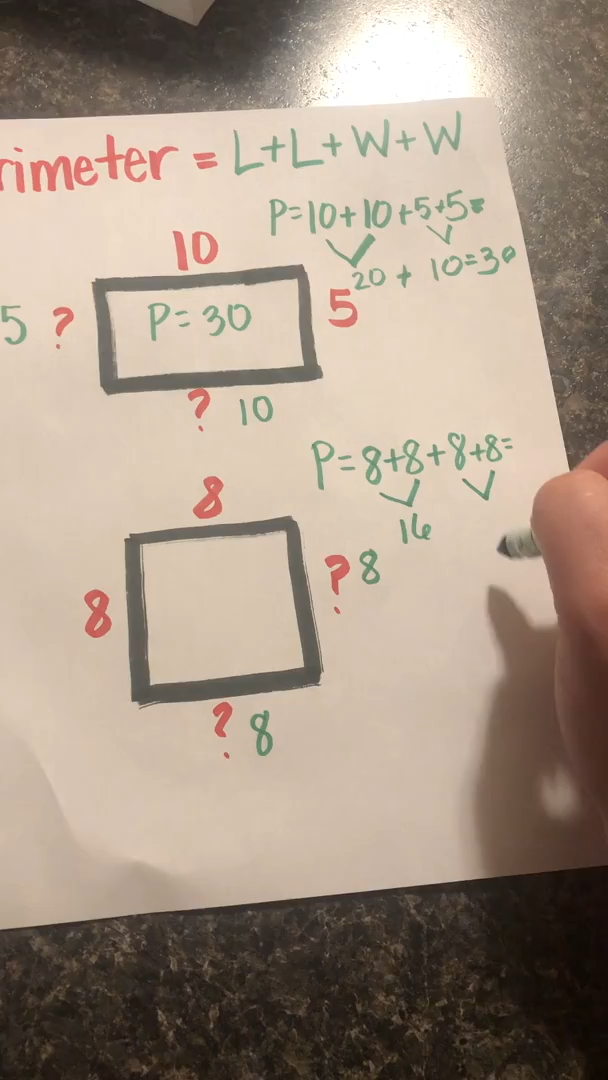 rimeter = L+L+W+W
P=10+10+5+5=
10
20 + 10=30
5 ? P=30 5
? 10
P=8+8+8+8=
8
16
8 ? 8
? 8